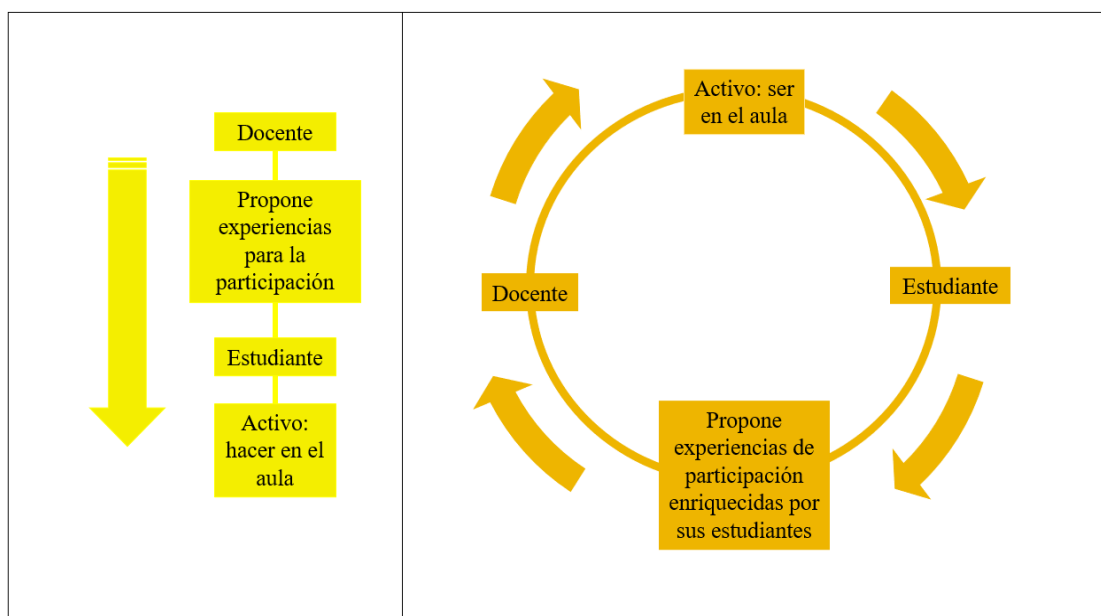 Docente
Propone
experiencias
para la
participación
Estudiante
Activo:
hacer en el
aula
Activo: ser
en el aula
Estudiante
Propone
experiencias de
participación
enriquecidas por
sus estudiantes
Docente